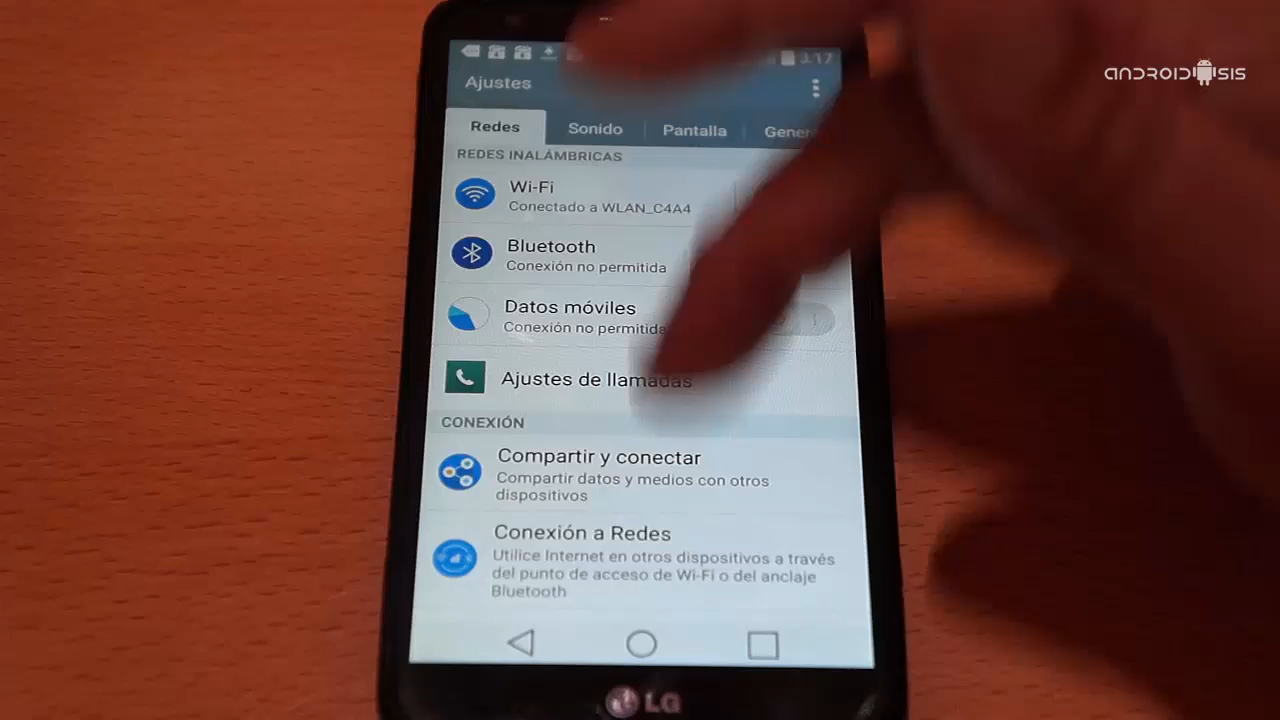 ANDROIDSIS
3:17
Ajustes
Redes Sonido Pantalla
REDES INALÁMBRICAS
Wi-Fi
Conectado a WLAN_C4A4
Bluetooth
Conexión no permitida
Datos móviles
Conexión no permitida
Ajustes de llamadas
CONEXIÓN
Compartir y conectar
Compartir datos y medios con otros
dispositivos
Conexión a Redes
Utilice Internet en otros dispositivos a través
del punto de acceso de Wi-Fi o del anclaje
Bluetooth
LG